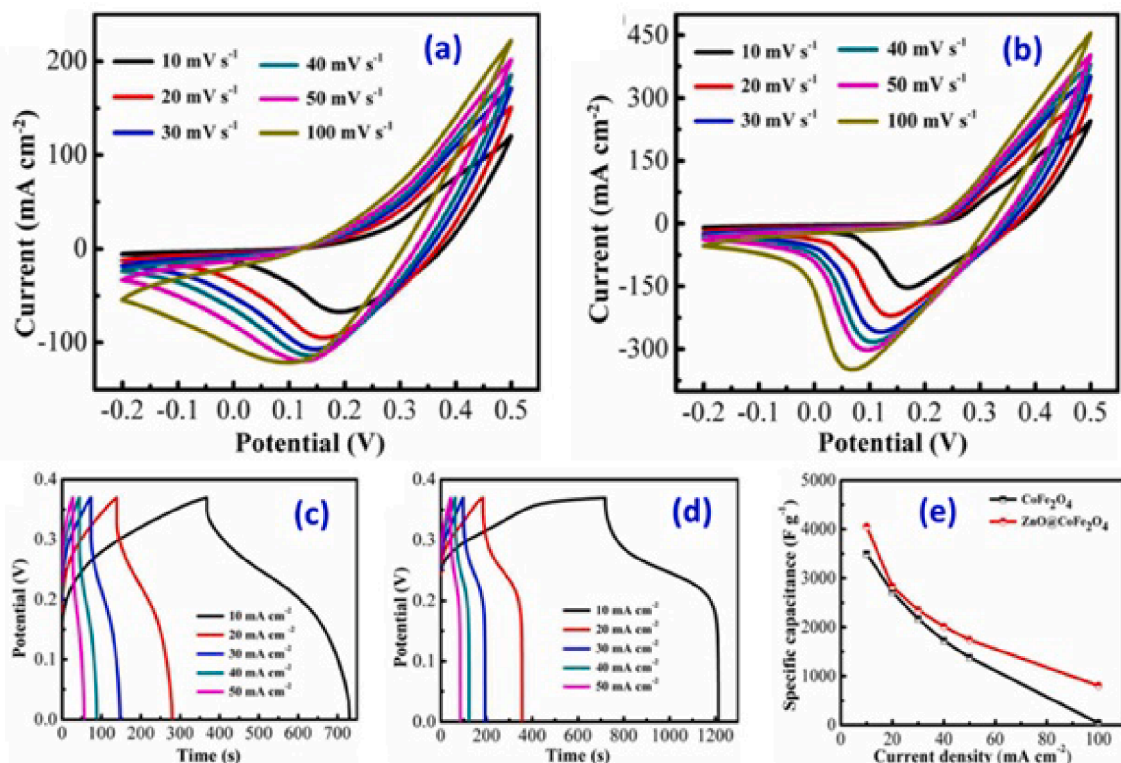 (a)
10 mV s⁻¹
20 mV s⁻¹
30 mV s⁻¹
40 mV s⁻¹
50 mV s⁻¹
100 mV s⁻¹
Current (mA cm⁻²)
200
100
0
-100
-0.2 -0.1 0.0 0.1 0.2 0.3 0.4 0.5
Potential (V)
(b)
10 mV s⁻¹
20 mV s⁻¹
30 mV s⁻¹
40 mV s⁻¹
50 mV s⁻¹
100 mV s⁻¹
Current (mA cm⁻²)
450
300
150
0
-150
-300
-0.2 -0.1 0.0 0.1 0.2 0.3 0.4 0.5
Potential (V)
(c)
Potential (V)
0.4
0.3
0.2
0.1
0.0
10 mA cm⁻²
20 mA cm⁻²
30 mA cm⁻²
40 mA cm⁻²
50 mA cm⁻²
0 100 200 300 400 500 600 700
Time (s)
(d)
Potential (V)
0.4
0.3
0.2
0.1
0.0
10 mA cm⁻²
20 mA cm⁻²
30 mA cm⁻²
40 mA cm⁻²
50 mA cm⁻²
0 200 400 600 800 1000 1200
Time (s)
(e)
CoFe₂O₄
ZnO@CoFe₂O₄
Specific capacitance (F g⁻¹)
5000
4000
3000
2000
1000
0
20 40 60 80 100
Current density (mA cm⁻²)